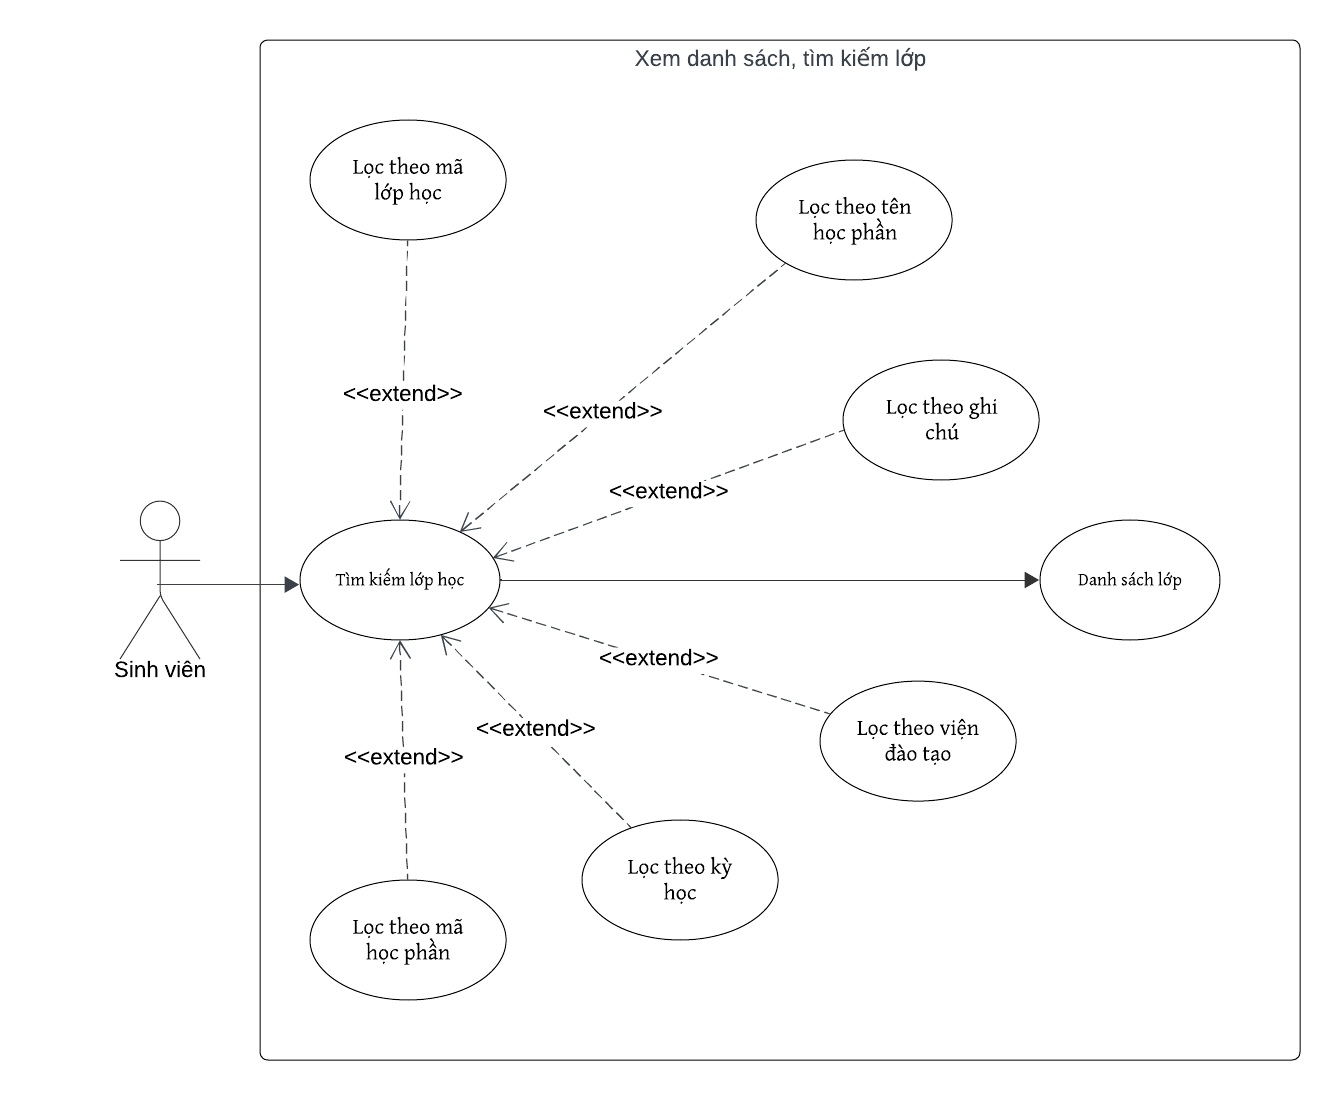 Xem danh sách, tìm kiếm lớp
Lọc theo mã
lớp học
Lọc theo tên
học phần
<<extend>>
<<extend>>
Lọc theo ghi
chú
<<extend>>
Tìm kiếm lớp học
Danh sách lớp
Sinh viên
<<extend>>
<<extend>>
<<extend>>
Lọc theo viện
đào tạo
Lọc theo kỳ
học
Lọc theo mã
học phần